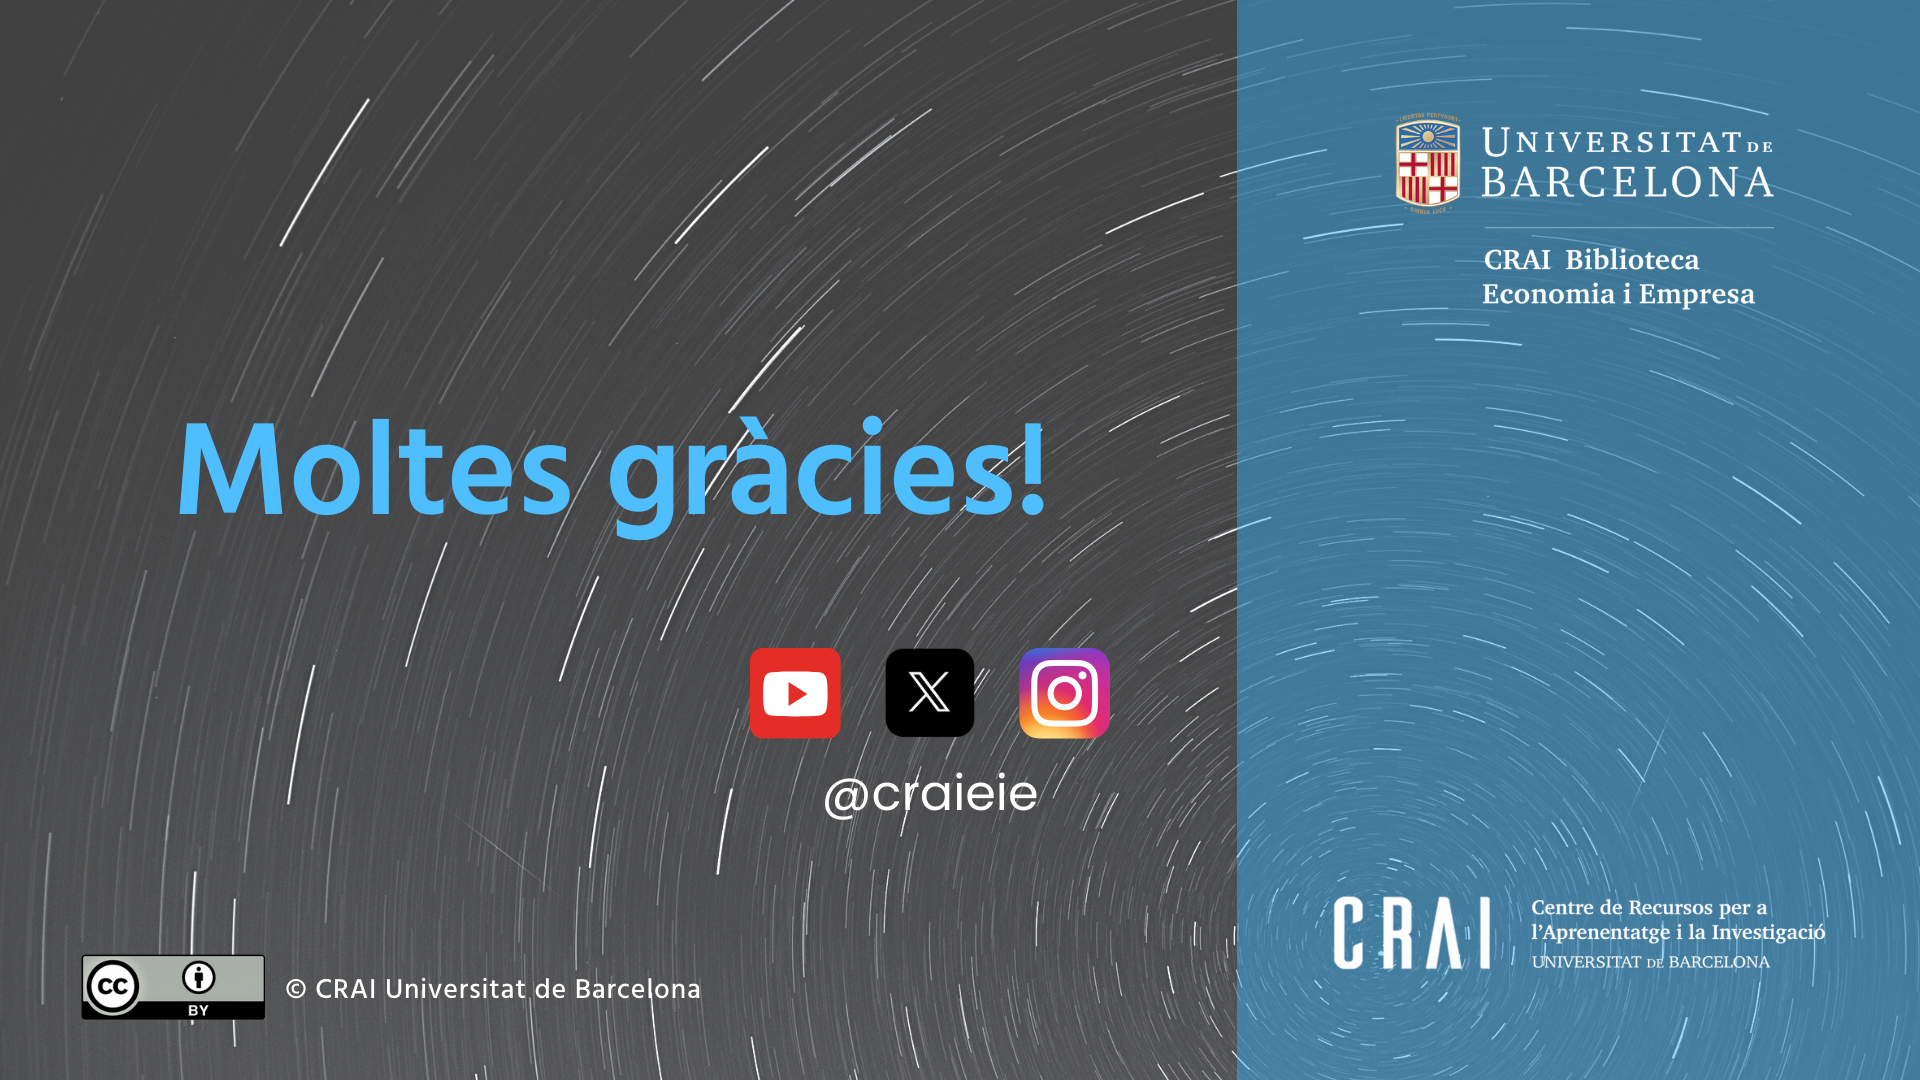 UNIVERSITAT DE
BARCELONA
CRAI Biblioteca
Economia i Empresa
Moltes gràcies!
@craieie
CRAI
Centre de Recursos per a
l'Aprenentatge i la Investigació
UNIVERSITAT DE BARCELONA
cc
BY
© CRAI Universitat de Barcelona